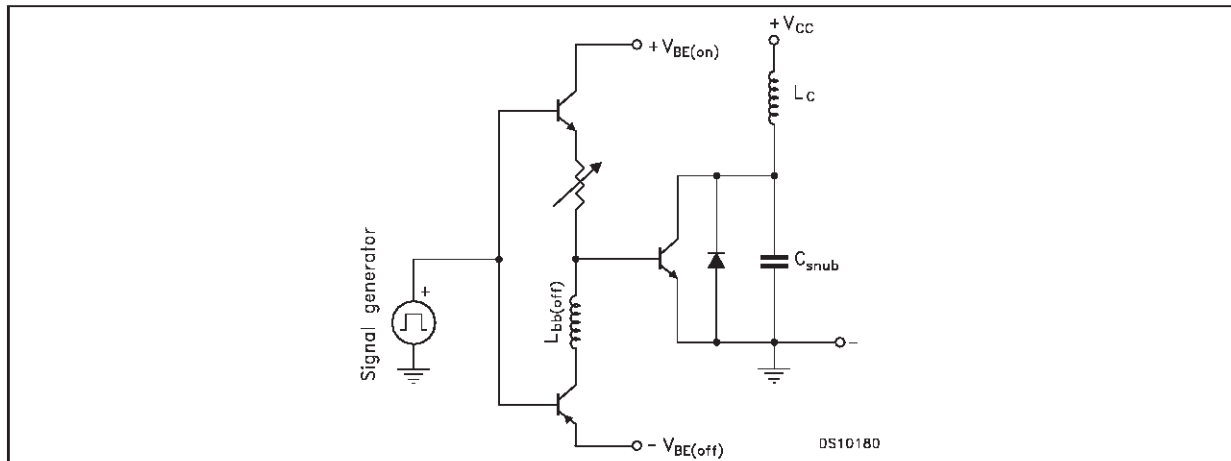 + V_CC
+ V_BE(on)
L_C
Signal generator
+
L_bb(off)
C_snub
-
- V_BE(off)
DS10180